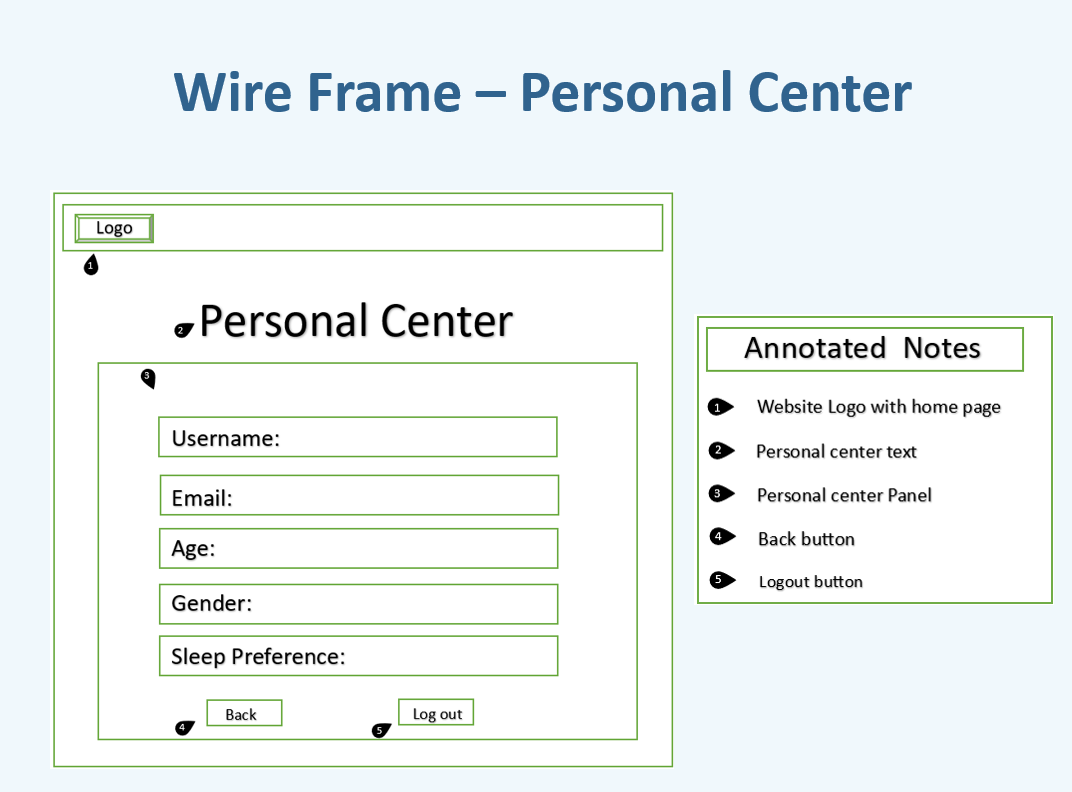 Wire Frame – Personal Center
Logo
1
2 Personal Center
3
Username:
Email:
Age:
Gender:
Sleep Preference:
4 Back
5 Log out
Annotated Notes
1 Website Logo with home page
2 Personal center text
3 Personal center Panel
4 Back button
5 Logout button